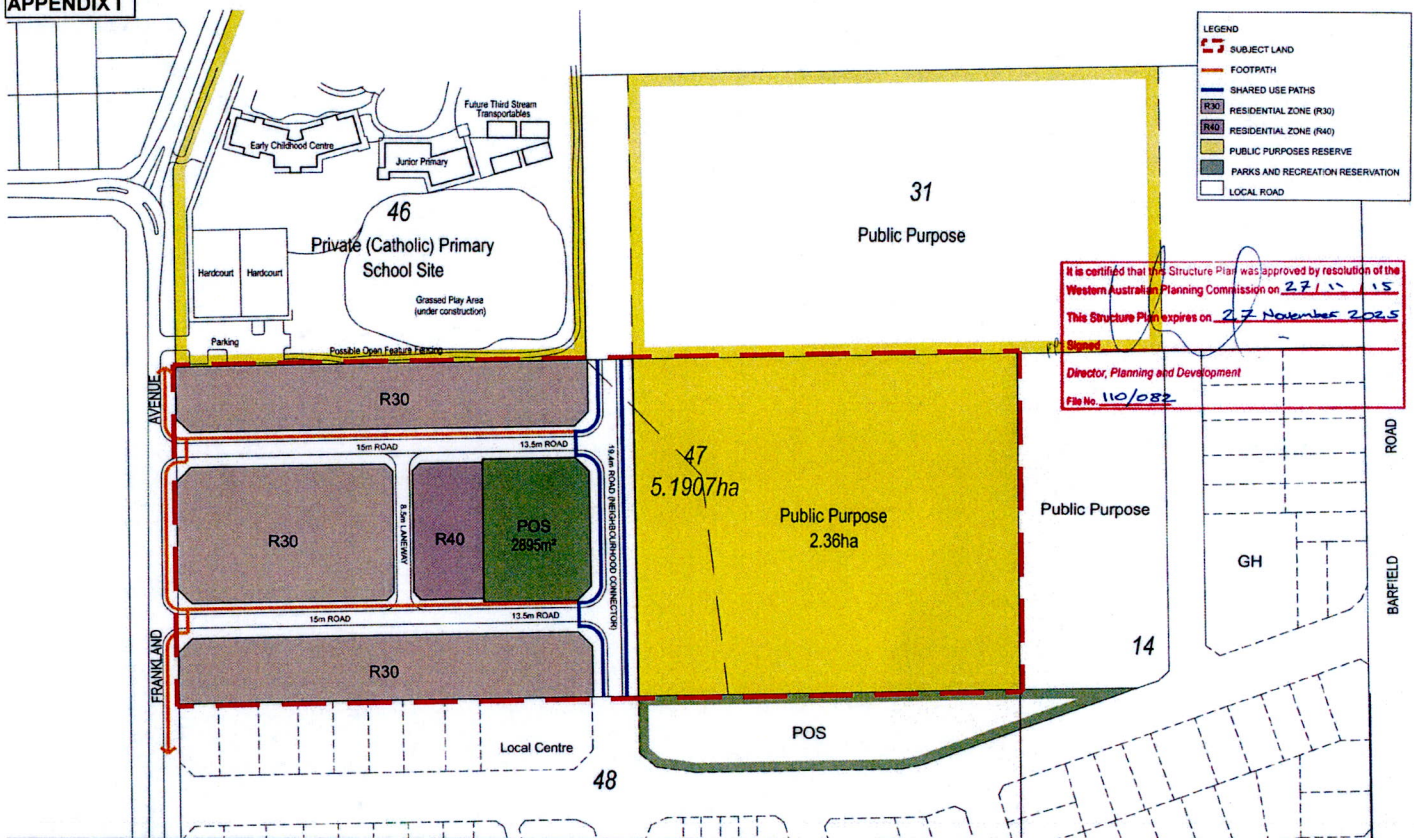 APPENDIX 1
LEGEND
SUBJECT LAND
FOOTPATH
SHARED USE PATHS
R30 RESIDENTIAL ZONE (R30)
R40 RESIDENTIAL ZONE (R40)
PUBLIC PURPOSES RESERVE
PARKS AND RECREATION RESERVATION
LOCAL ROAD
Future Third Stream
Transportables
Early Childhood Centre
Junior Primary
46
Private (Catholic) Primary
School Site
Hardcourt
Hardcourt
Grassed Play Area
(under construction)
Parking
Possible Open Feature Fencing
31
Public Purpose
It is certified that this Structure Plan was approved by resolution of the
Western Australian Planning Commission on 27/11/15
This Structure Plan expires on 27 November 2025
Signed
Director, Planning and Development
File No. 110/082
AVENUE
FRANKLAND
R30
15m ROAD
13.5m ROAD
R30
8.5m LANEWAY
R40
POS
2895m²
19.4m ROAD (NEIGHBOURHOOD CONNECTOR)
15m ROAD
13.5m ROAD
R30
47
5.1907ha
Public Purpose
2.36ha
Public Purpose
14
GH
ROAD
BARFIELD
Local Centre
POS
48